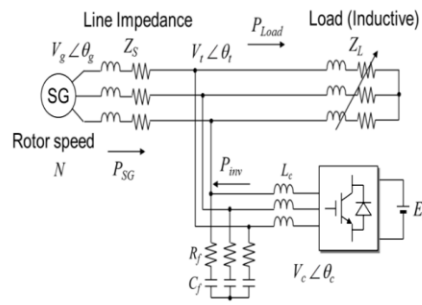 Line Impedance
Load (Inductive)
P_Load
V_g∠θ_g
Z_S
V_t∠θ_t
Z_L
SG
Rotor speed
N
P_SG
P_inv
L_c
E
R_f
C_f
V_c∠θ_c